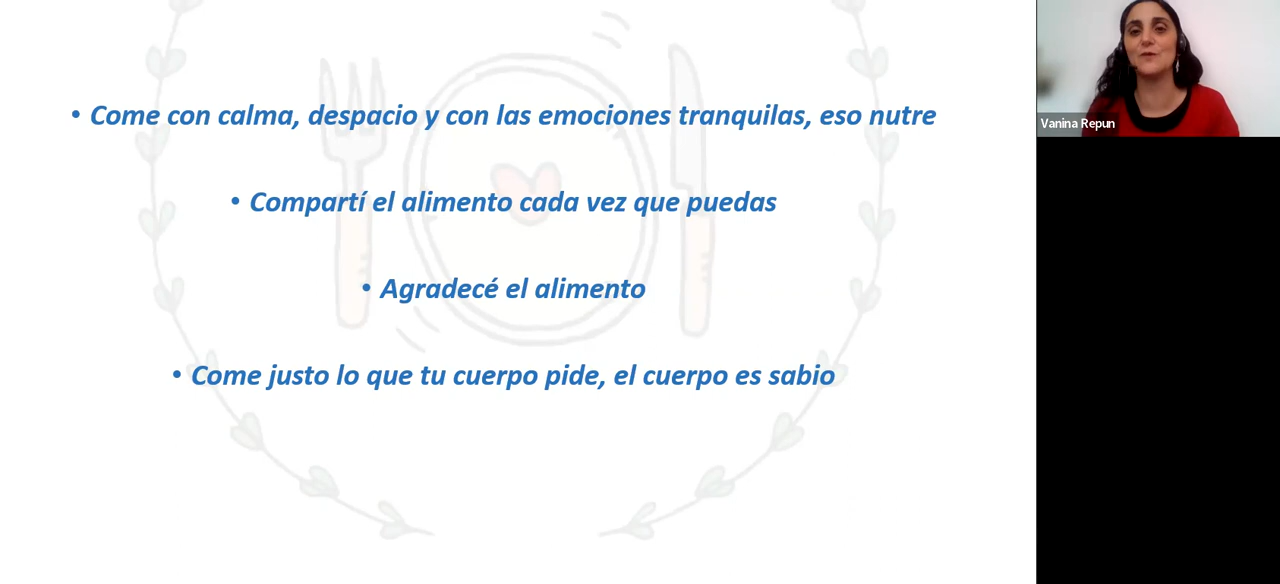 • Come con calma, despacio y con las emociones tranquilas, eso nutre
• Compartí el alimento cada vez que puedas
• Agradecé el alimento
• Come justo lo que tu cuerpo pide, el cuerpo es sabio
Vanina Repun